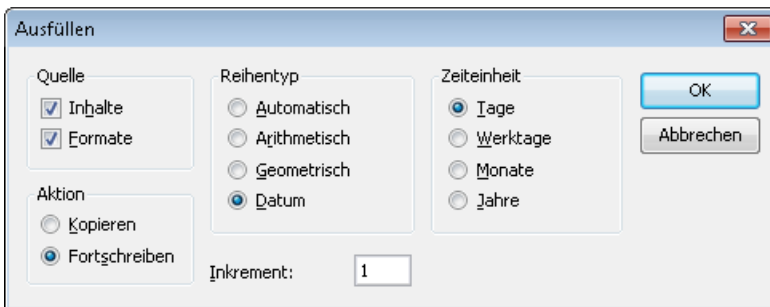 Ausfüllen
Quelle
Inhalte
Formate
Aktion
Kopieren
Fortschreiben
Reihentyp
Automatisch
Arithmetisch
Geometrisch
Datum
Inkrement: 1
Zeiteinheit
Tage
Werktage
Monate
Jahre
OK
Abbrechen